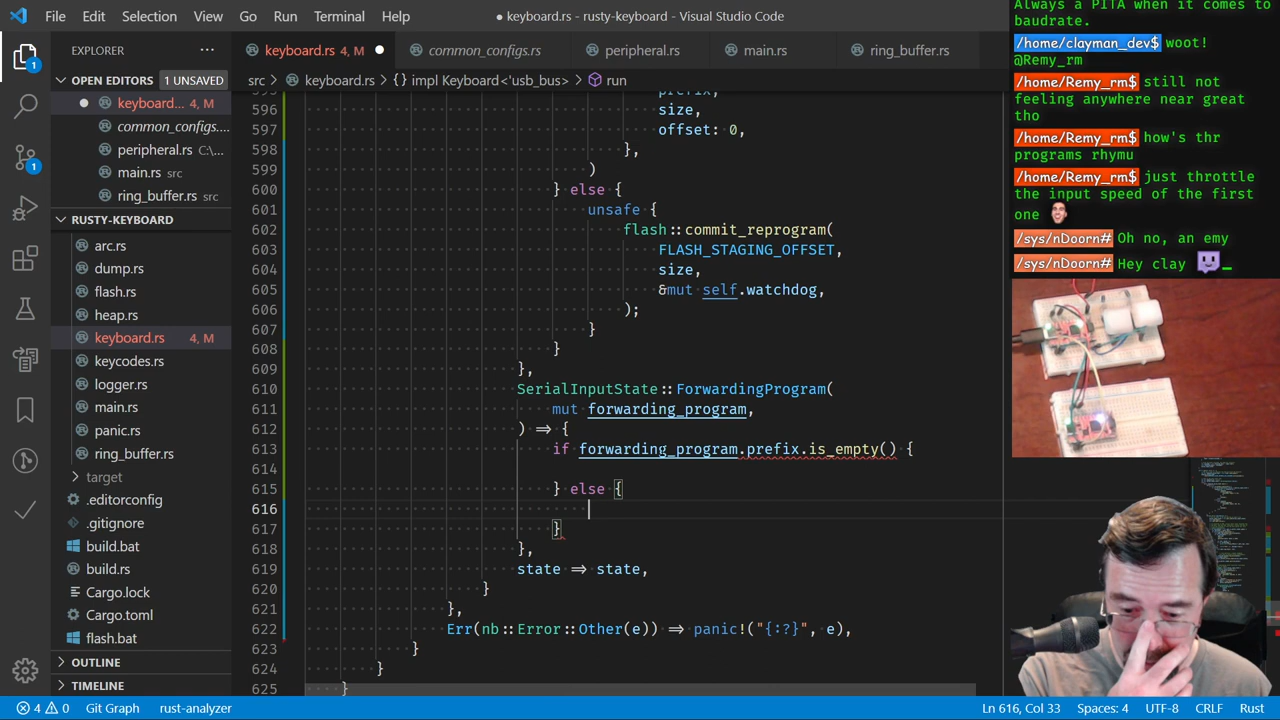 File Edit Selection View Go Run Terminal Help
● keyboard.rs - rusty-keyboard - Visual Studio Code
EXPLORER
OPEN EDITORS 1 UNSAVED
keyboard... 4, M
common_configs....
peripheral.rs C:\...
main.rs src
ring_buffer.rs src
RUSTY-KEYBOARD
arc.rs
dump.rs
flash.rs
heap.rs
keyboard.rs 4, M
keycodes.rs
logger.rs
main.rs
panic.rs
ring_buffer.rs
target
.editorconfig
.gitignore
build.bat
build.rs
Cargo.lock
Cargo.toml
flash.bat
OUTLINE
TIMELINE
keyboard.rs 4, M
common_configs.rs
peripheral.rs
main.rs
ring_buffer.rs
src > keyboard.rs > {} impl Keyboard<'usb_bus> > run
595 prefix,
596 size,
597 offset: 0,
598 },
599 )
600 } else {
601 unsafe {
602 flash::commit_reprogram(
603 FLASH_STAGING_OFFSET,
604 size,
605 &mut self.watchdog,
606 );
607 }
608 }
609 },
610 SerialInputState::ForwardingProgram(
611 mut forwarding_program,
612 ) => {
613 if forwarding_program.prefix.is_empty() {
614
615 } else {
616
617 }
618 },
619 state => state,
620 }
621 },
622 Err(nb::Error::Other(e)) => panic!("{:?}", e),
623 }
624 }
625 }
4 0 Git Graph rust-analyzer
Ln 616, Col 33 Spaces: 4 UTF-8 CRLF Rust
Always a PITA when it comes to
baudrate.
/home/clayman_dev$ woot!
@Remy_rm
/home/Remy_rm$ still not
feeling anywhere near great
tho
/home/Remy_rm$ how's thr
programs rhymu
/home/Remy_rm$ just throttle
the input speed of the first
one
/sys/nDoorn# Oh no, an emy
/sys/nDoorn# Hey clay